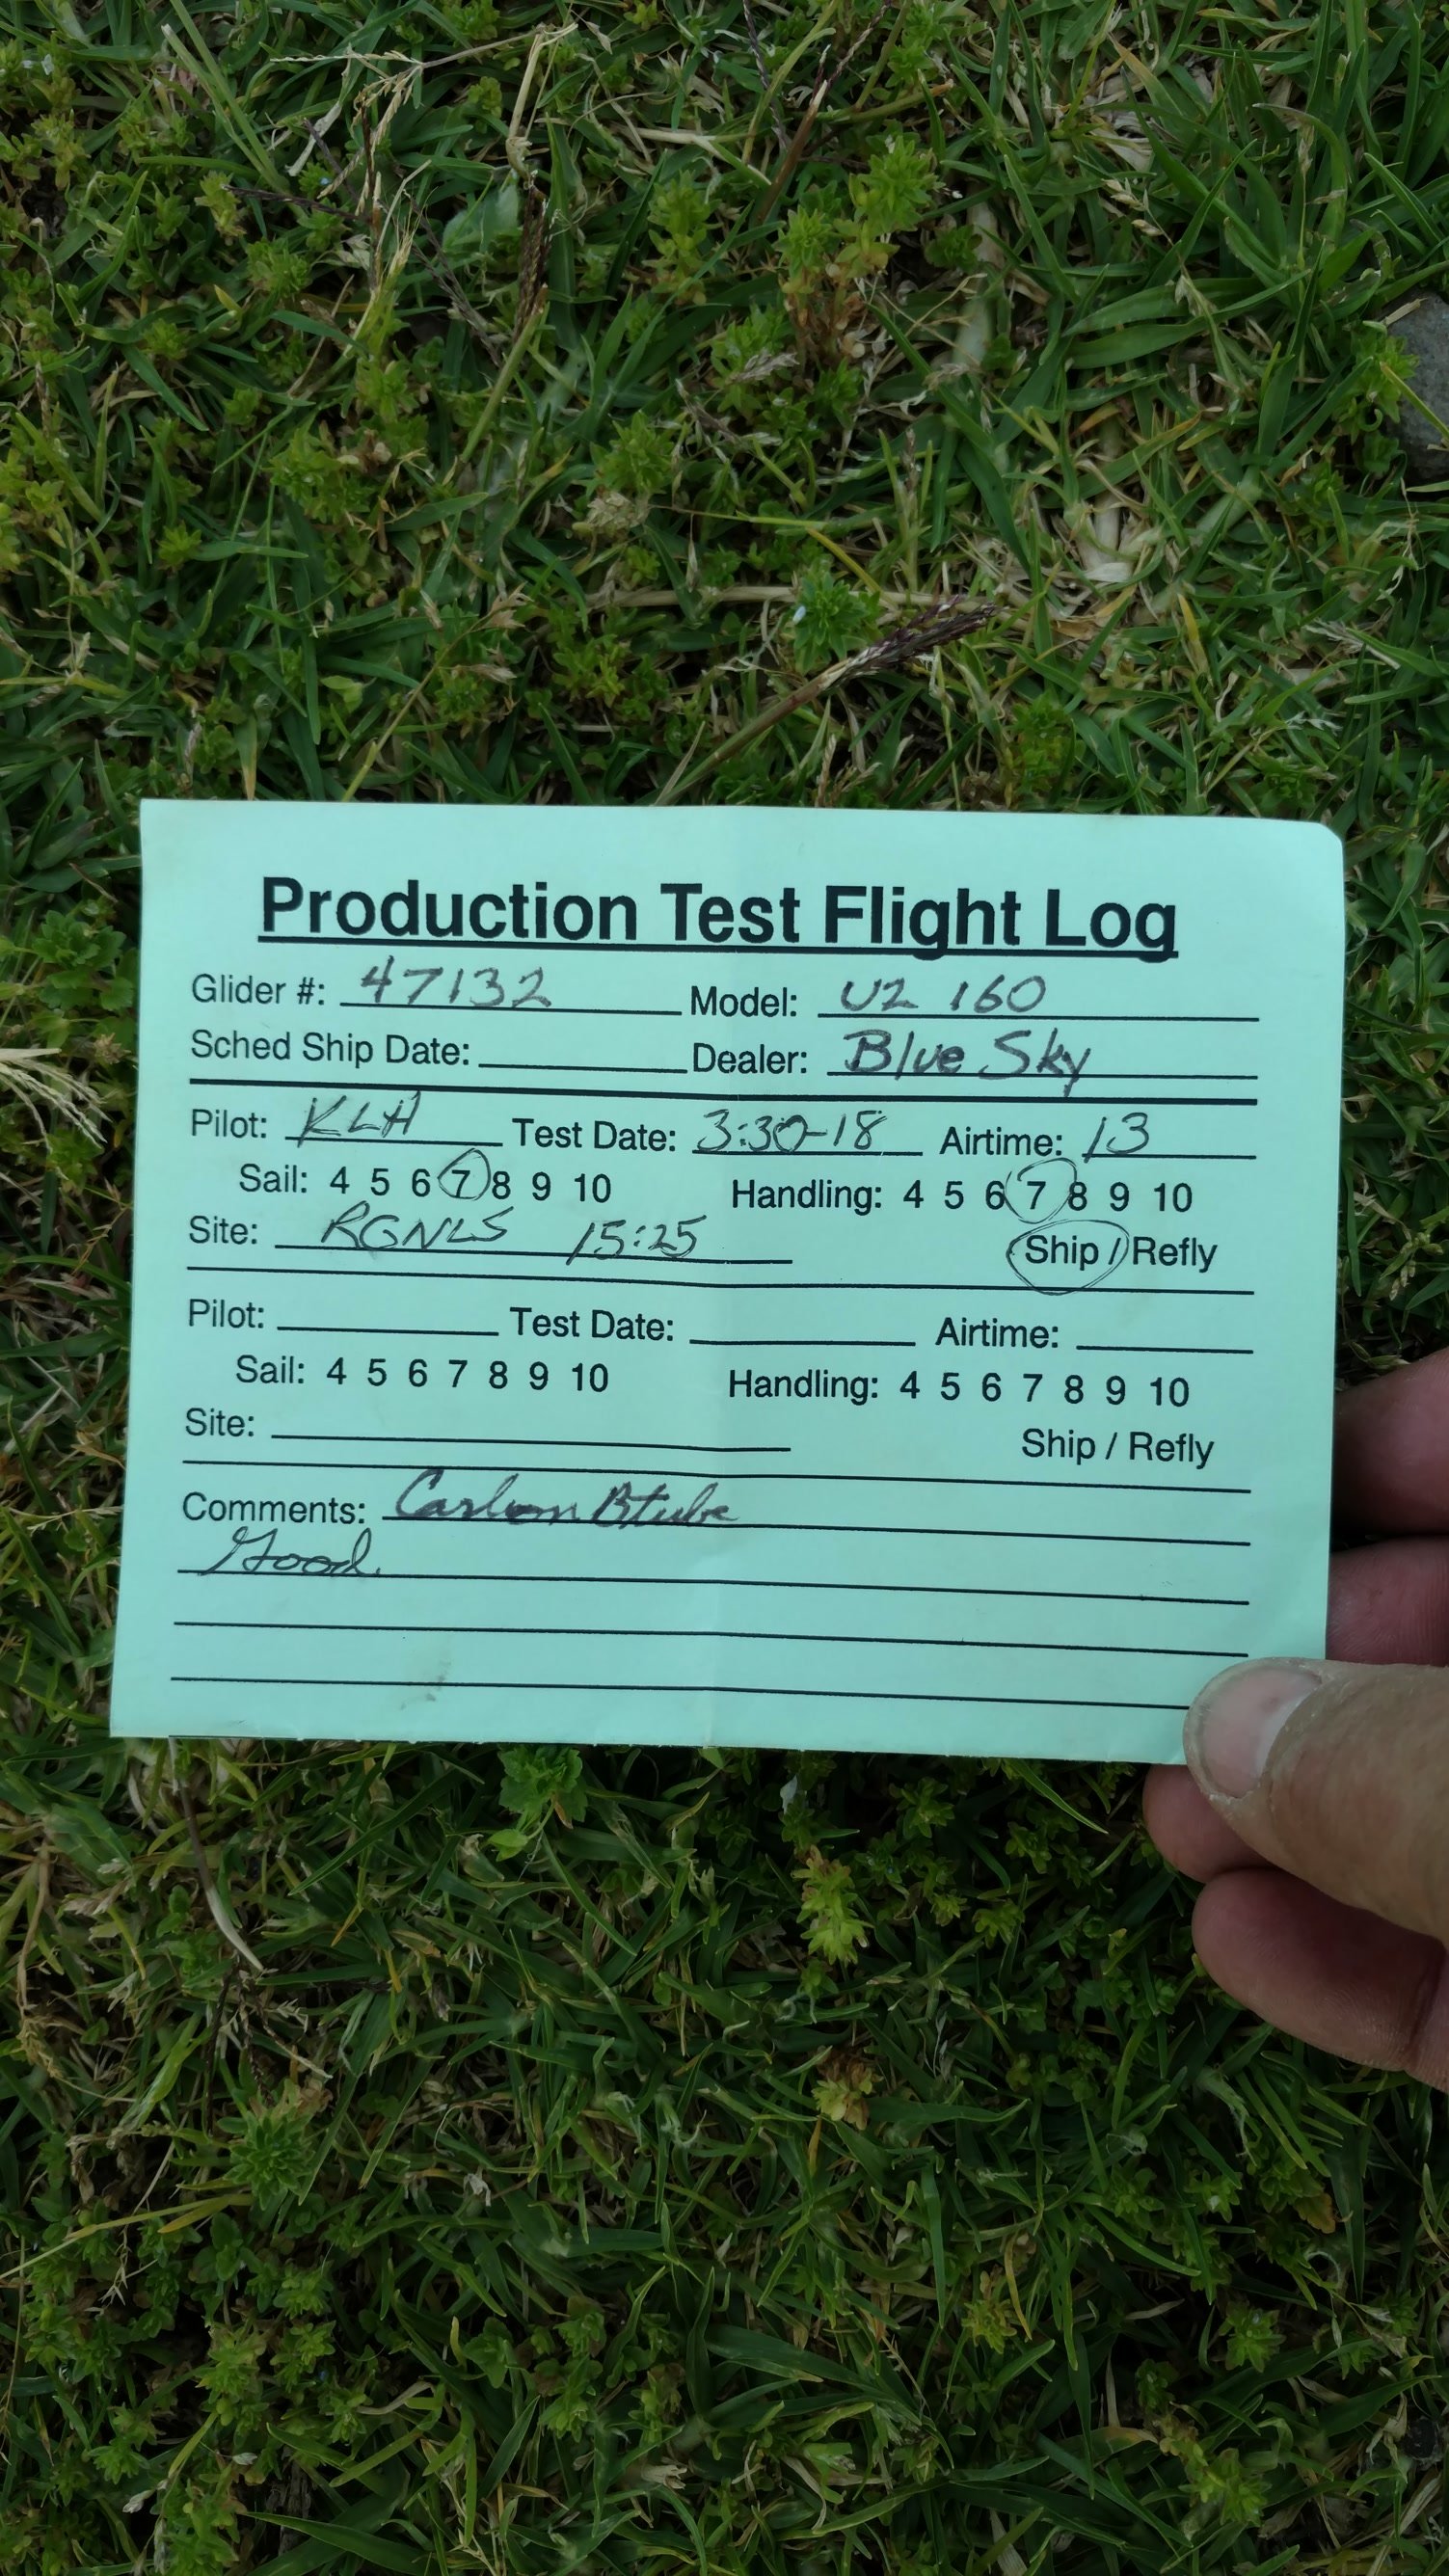 Production Test Flight Log
Glider #: 47132 Model: U2 160
Sched Ship Date: Dealer: Blue Sky
Pilot: KLH Test Date: 3-30-18 Airtime: 13
Sail: 4 5 6 7 8 9 10 Handling: 4 5 6 7 8 9 10
Site: RGNLS 15:25 Ship / Refly
Pilot: Test Date: Airtime:
Sail: 4 5 6 7 8 9 10 Handling: 4 5 6 7 8 9 10
Site: Ship / Refly
Comments: Carbon Btube
Good.